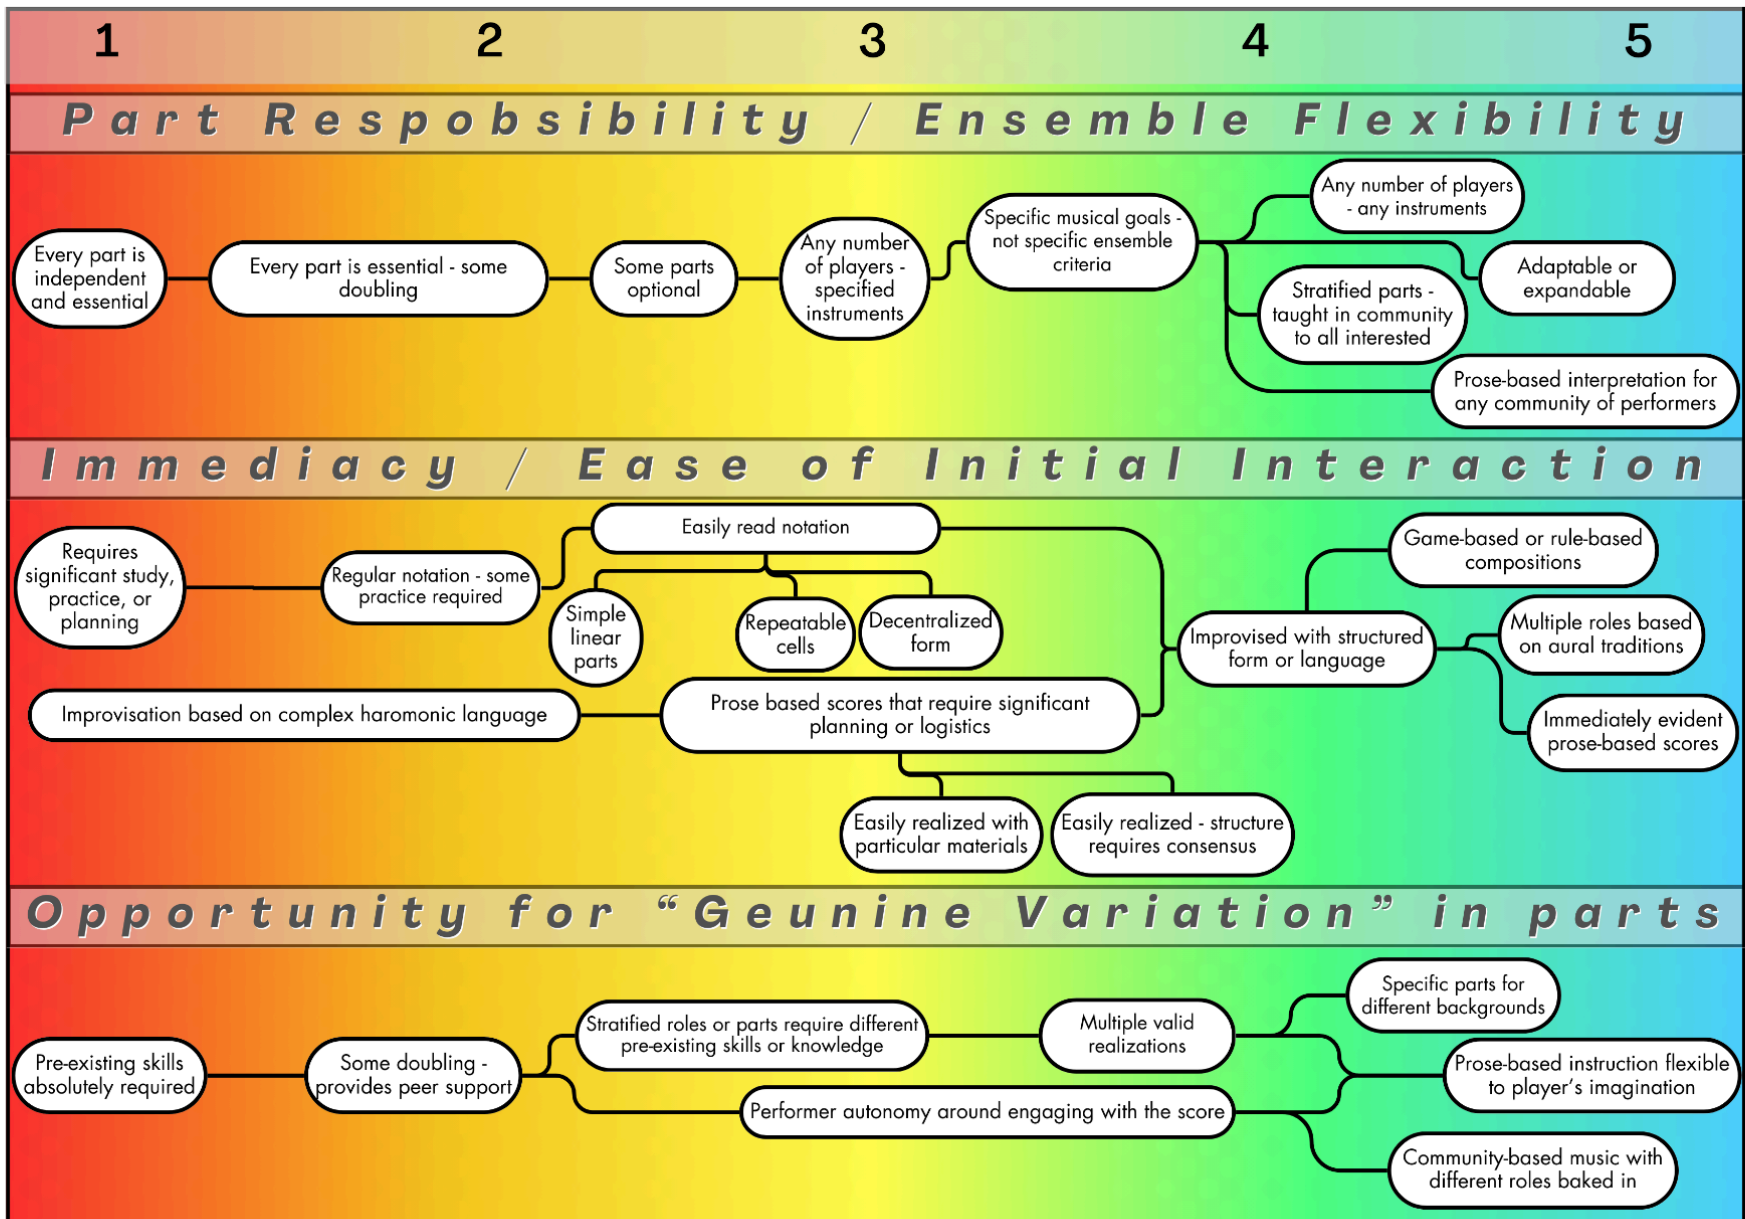 1 2 3 4 5
Part Respobsibility / Ensemble Flexibility
Every part is
independent
and essential
Every part is essential - some
doubling
Some parts
optional
Any number
of players -
specified
instruments
Specific musical goals -
not specific ensemble
criteria
Any number of players
- any instruments
Adaptable or
expandable
Stratified parts -
taught in community
to all interested
Prose-based interpretation for
any community of performers
Immediacy / Ease of Initial Interaction
Requires
significant study,
practice, or
planning
Regular notation - some
practice required
Easily read notation
Simple
linear
parts
Repeatable
cells
Decentralized
form
Improvised with structured
form or language
Game-based or rule-based
compositions
Multiple roles based
on aural traditions
Immediately evident
prose-based scores
Improvisation based on complex haromonic language
Prose based scores that require significant
planning or logistics
Easily realized with
particular materials
Easily realized - structure
requires consensus
Opportunity for “Geunine Variation” in parts
Pre-existing skills
absolutely required
Some doubling -
provides peer support
Stratified roles or parts require different
pre-existing skills or knowledge
Multiple valid
realizations
Performer autonomy around engaging with the score
Specific parts for
different backgrounds
Prose-based instruction flexible
to player's imagination
Community-based music with
different roles baked in